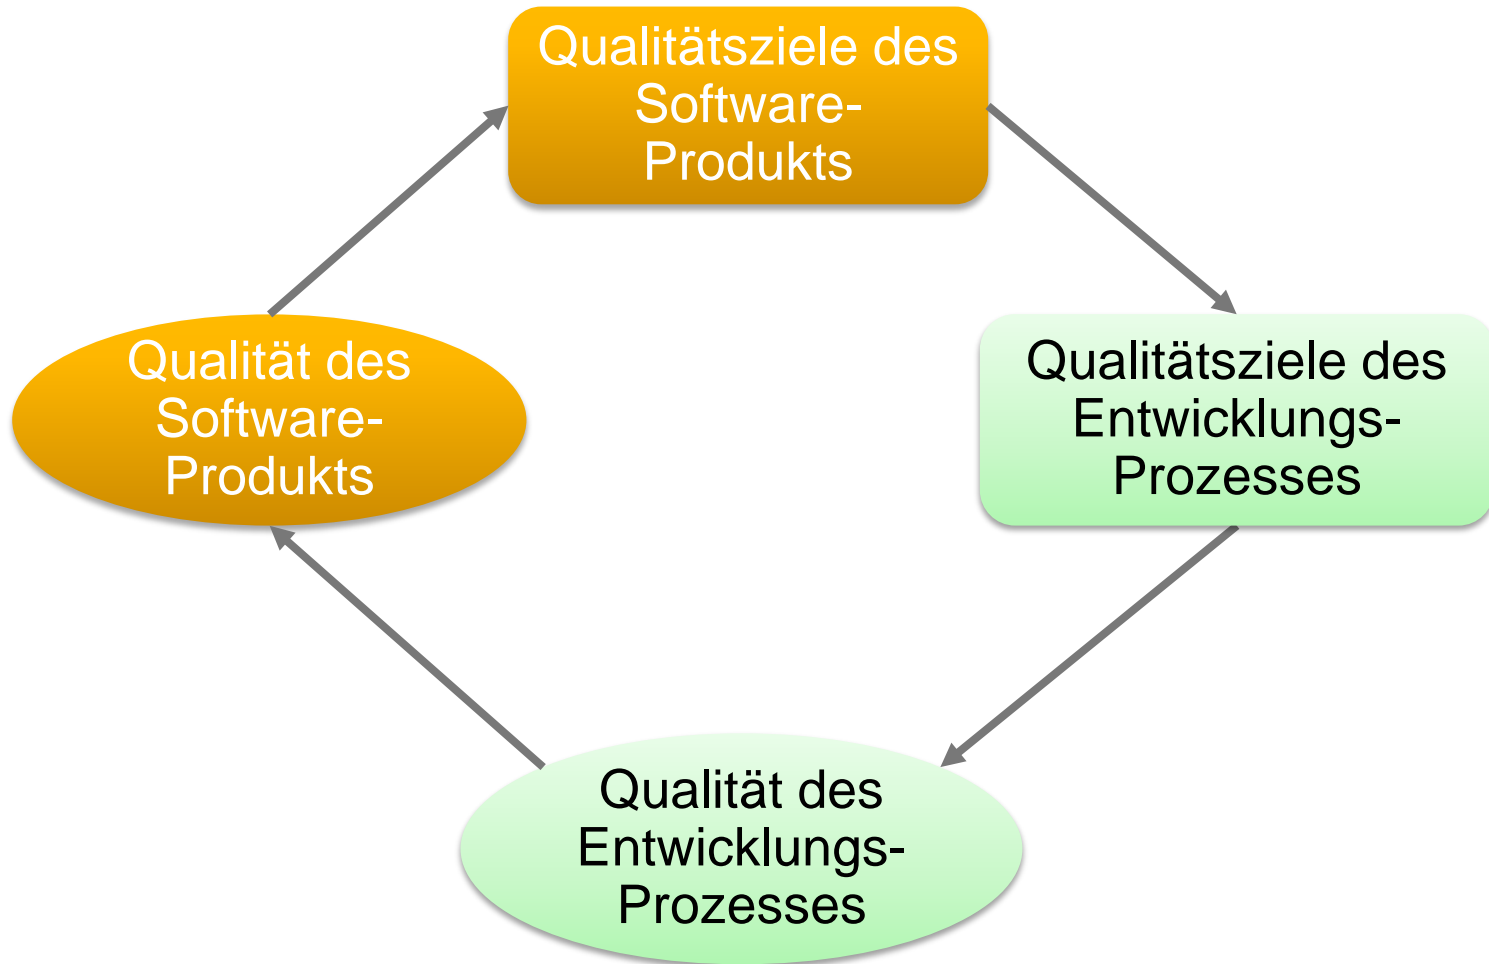 Qualitätsziele des
Software-
Produkts
Qualität des
Software-
Produkts
Qualitätsziele des
Entwicklungs-
Prozesses
Qualität des
Entwicklungs-
Prozesses